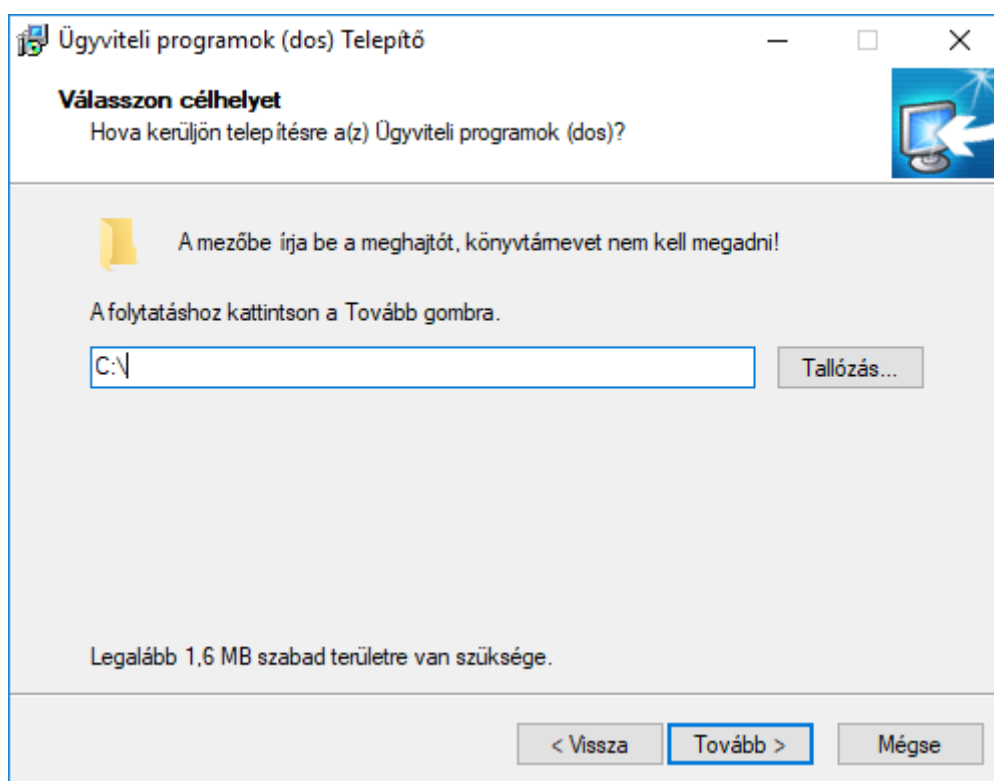 Ügyviteli programok (dos) Telepítő
Válasszon célhelyet
Hova kerüljön telepítésre a(z) Ügyviteli programok (dos)?
A mezőbe írja be a meghajtót, könyvtárnevet nem kell megadni!
A folytatáshoz kattintson a Tovább gombra.
C:\
Tallózás...
Legalább 1,6 MB szabad területre van szüksége.
< Vissza
Tovább >
Mégse